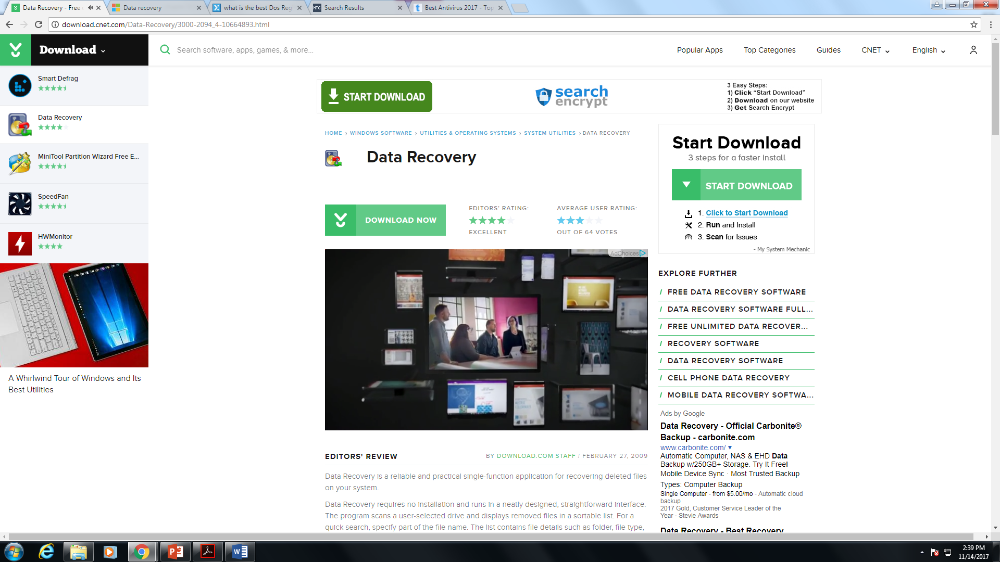 Data Recovery - Free
Data recovery
what is the best Dos Reg
HTG Search Results
Best Antivirus 2017 - Top
download.cnet.com/Data-Recovery/3000-2094_4-10664893.html
Download
Search software, apps, games, & more...
Popular Apps
Top Categories
Guides
CNET
English
Smart Defrag
Data Recovery
MiniTool Partition Wizard Free E...
SpeedFan
HWMonitor
A Whirlwind Tour of Windows and Its
Best Utilities
START DOWNLOAD
search
encrypt
3 Easy Steps:
1) Click “Start Download”
2) Download on our website
3) Get Search Encrypt
HOME › WINDOWS SOFTWARE › UTILITIES & OPERATING SYSTEMS › SYSTEM UTILITIES › DATA RECOVERY
Data Recovery
DOWNLOAD NOW
EDITORS' RATING:
EXCELLENT
AVERAGE USER RATING:
OUT OF 64 VOTES
AdChoices
EDITORS' REVIEW
BY DOWNLOAD.COM STAFF / FEBRUARY 27, 2009
Data Recovery is a reliable and practical single-function application for recovering deleted files
on your system.
Data Recovery requires no installation and runs in a neatly designed, straightforward interface.
The program scans a user-selected drive and displays removed files in a sortable list. For a
quick search, specify part of the file name. The list contains file details such as folder, file type,
Start Download
3 steps for a faster install
START DOWNLOAD
1. Click to Start Download
2. Run and Install
3. Scan for Issues
- My System Mechanic
EXPLORE FURTHER
/ FREE DATA RECOVERY SOFTWARE
/ DATA RECOVERY SOFTWARE FULL...
/ FREE UNLIMITED DATA RECOVER...
/ RECOVERY SOFTWARE
/ DATA RECOVERY SOFTWARE
/ CELL PHONE DATA RECOVERY
/ MOBILE DATA RECOVERY SOFTWA...
Ads by Google
Data Recovery - Official Carbonite®
Backup - carbonite.com
www.carbonite.com/
Automatic Computer, NAS & EHD Data
Backup w/250GB+ Storage. Try It Free!
Mobile Device Sync · Most Trusted Backup
Types: Computer Backup
Single Computer - from $5.00/mo - Automatic cloud
backup
2017 Gold, Customer Service Leader of the
Year - Stevie Awards
Data Recovery - Best Recovery
2:39 PM
11/14/2017